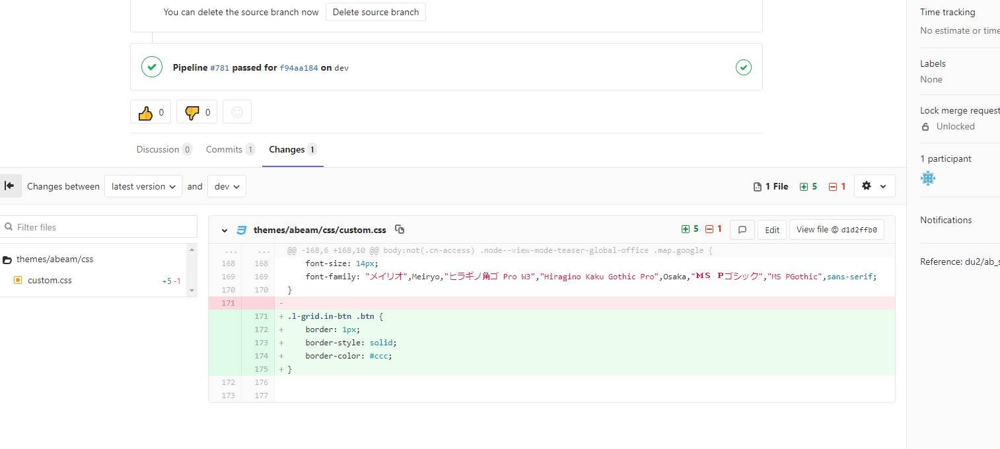 You can delete the source branch now Delete source branch
Pipeline #781 passed for f94aa184 on dev
0 0
Discussion 0 Commits 1 Changes 1
Changes between latest version and dev 1 File 5 1
Filter files
themes/abeam/css
custom.css +5 -1
themes/abeam/css/custom.css 5 1 Edit View file @ d1d2ffb0
... ... @@ -168,6 +168,10 @@ body:not(.cn-access) .node--view-mode-teaser-global-office .map.google {
168 168 font-size: 14px;
169 169 font-family: "メイリオ",Meiryo,"ヒラギノ角ゴ Pro W3","Hiragino Kaku Gothic Pro",Osaka,"ＭＳ Ｐゴシック","MS PGothic",sans-serif;
170 170 }
171 -
171 + .l-grid.in-btn .btn {
172 + border: 1px;
173 + border-style: solid;
174 + border-color: #ccc;
175 + }
172 176
173 177
Time tracking
No estimate or time
Labels
None
Lock merge request
Unlocked
1 participant
Notifications
Reference: du2/ab_s